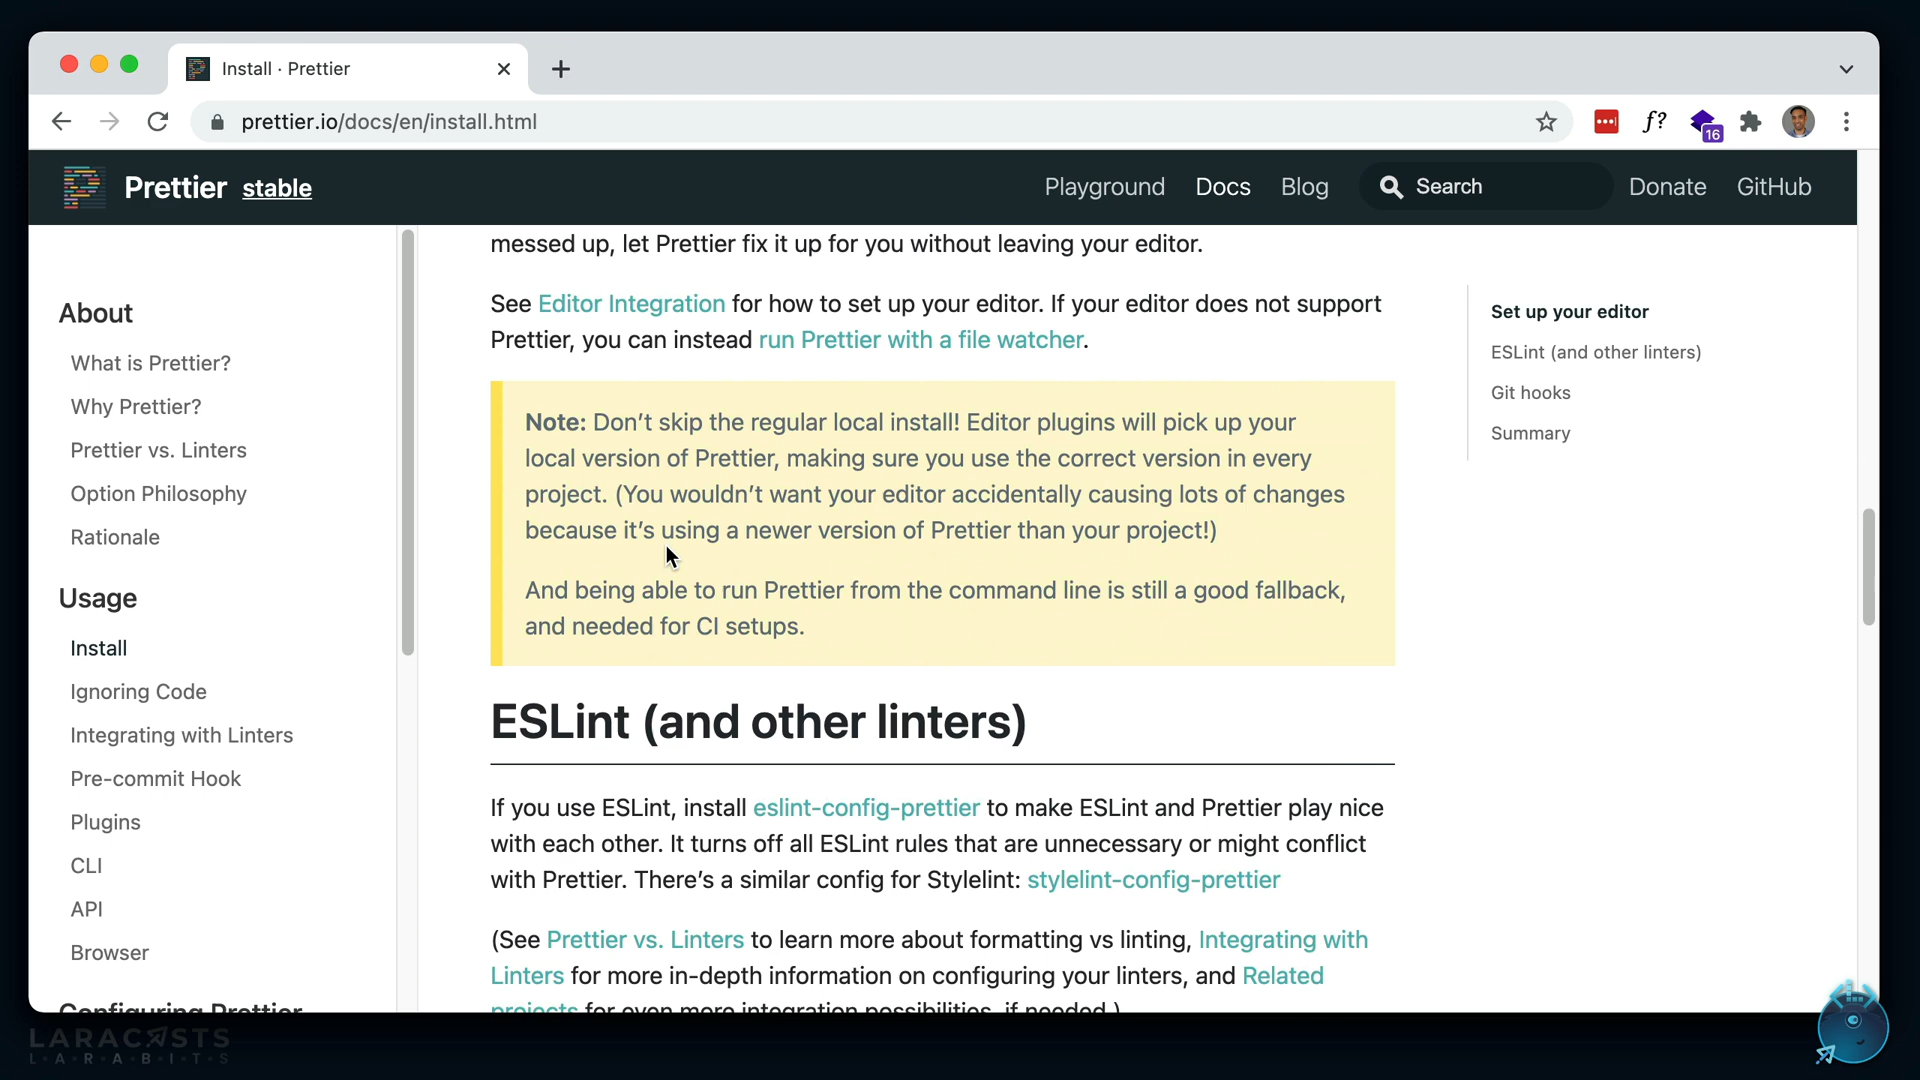 Install · Prettier
prettier.io/docs/en/install.html
f?
16
Prettier stable
Playground
Docs
Blog
Search
Donate
GitHub
About
What is Prettier?
Why Prettier?
Prettier vs. Linters
Option Philosophy
Rationale
Usage
Install
Ignoring Code
Integrating with Linters
Pre-commit Hook
Plugins
CLI
API
Browser
Configuring Prettier
messed up, let Prettier fix it up for you without leaving your editor.
See Editor Integration for how to set up your editor. If your editor does not support
Prettier, you can instead run Prettier with a file watcher.
Note: Don’t skip the regular local install! Editor plugins will pick up your
local version of Prettier, making sure you use the correct version in every
project. (You wouldn’t want your editor accidentally causing lots of changes
because it’s using a newer version of Prettier than your project!)
And being able to run Prettier from the command line is still a good fallback,
and needed for CI setups.
ESLint (and other linters)
If you use ESLint, install eslint-config-prettier to make ESLint and Prettier play nice
with each other. It turns off all ESLint rules that are unnecessary or might conflict
with Prettier. There’s a similar config for Stylelint: stylelint-config-prettier
(See Prettier vs. Linters to learn more about formatting vs linting, Integrating with
Linters for more in-depth information on configuring your linters, and Related
projects for even more integration possibilities, if needed.)
Set up your editor
ESLint (and other linters)
Git hooks
Summary
LARACASTS
L·A·R·A·B·I·T·S